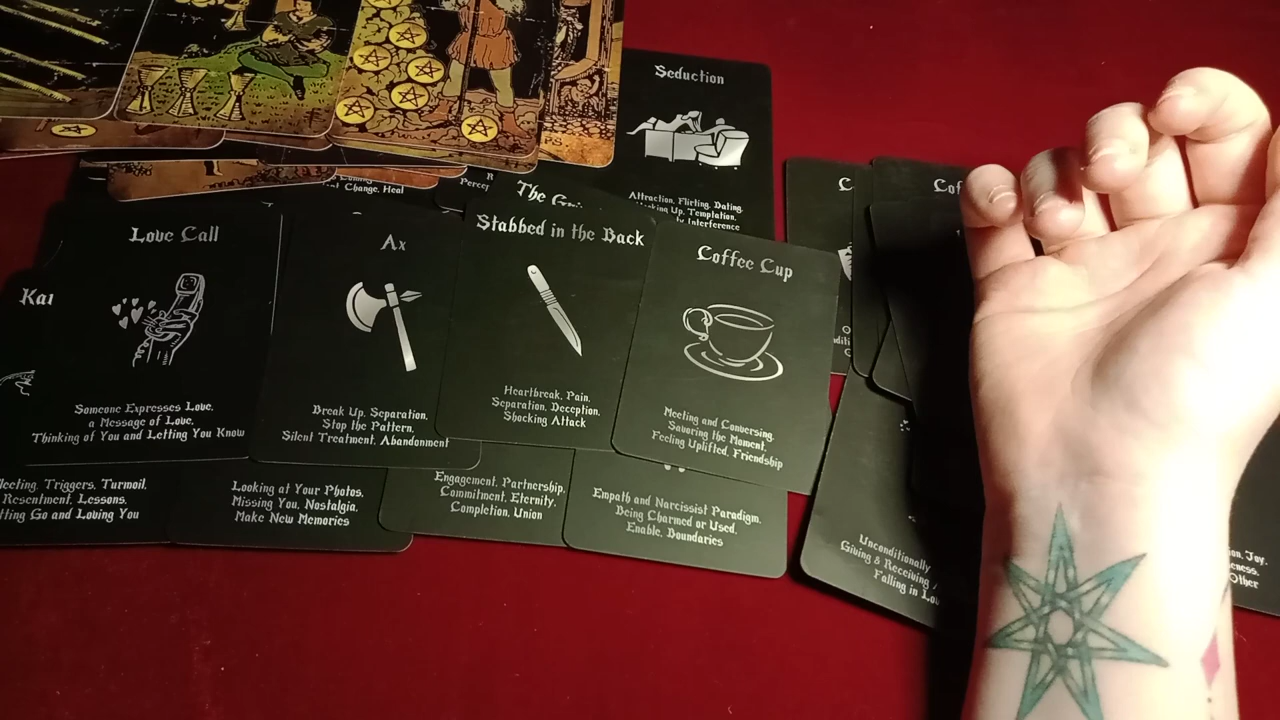 Seduction
Attraction, Flirting, Dating,
Up, Temptation,
Interference
Change, Heal
The
Love Call
Someone Expresses Love,
a Message of Love,
Thinking of You and Letting You Know
Ax
Break Up, Separation,
Stop the Pattern,
Silent Treatment, Abandonment
Stabbed in the Back
Heartbreak, Pain,
Separation, Deception,
Shocking Attack
Coffee Cup
Meeting and Conversing,
Savoring the Moment,
Feeling Uplifted, Friendship
Triggers, Turmoil,
Resentment, Lessons,
Go and Loving You
Looking at Your Photos,
Missing You, Nostalgia,
Make New Memories
Engagement, Partnership,
Commitment, Eternity,
Completion, Union
Empath and Narcissist Paradigm,
Being Charmed or Used,
Enable, Boundaries
Unconditionally
Giving & Receiving
Falling in
Joy,
Other